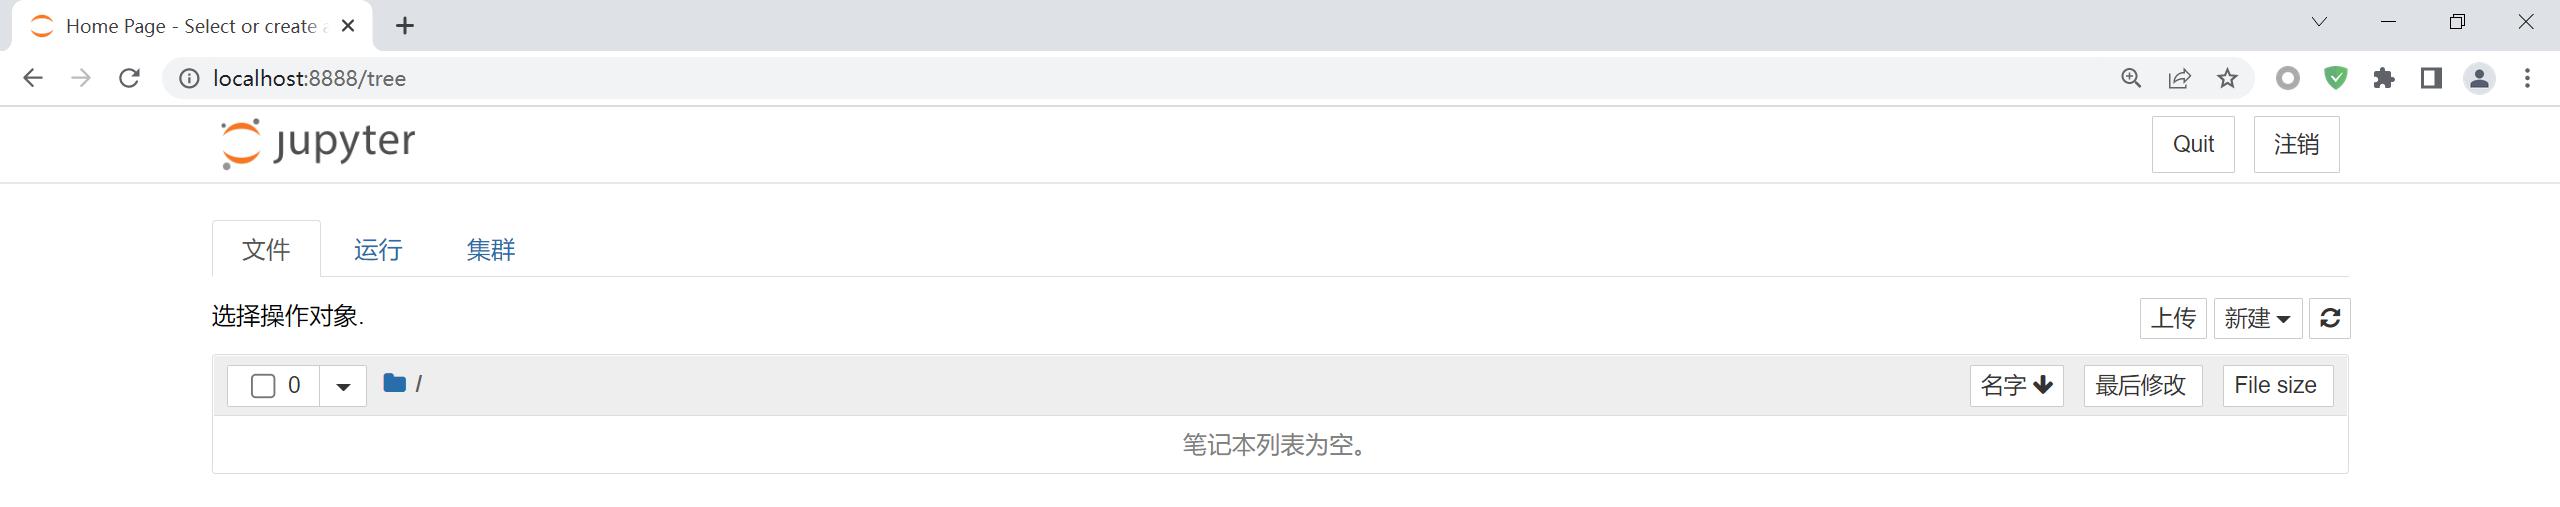 Home Page - Select or create a
localhost:8888/tree
jupyter
Quit 注销
文件 运行 集群
选择操作对象.
上传 新建
0 / 名字 最后修改 File size
笔记本列表为空。